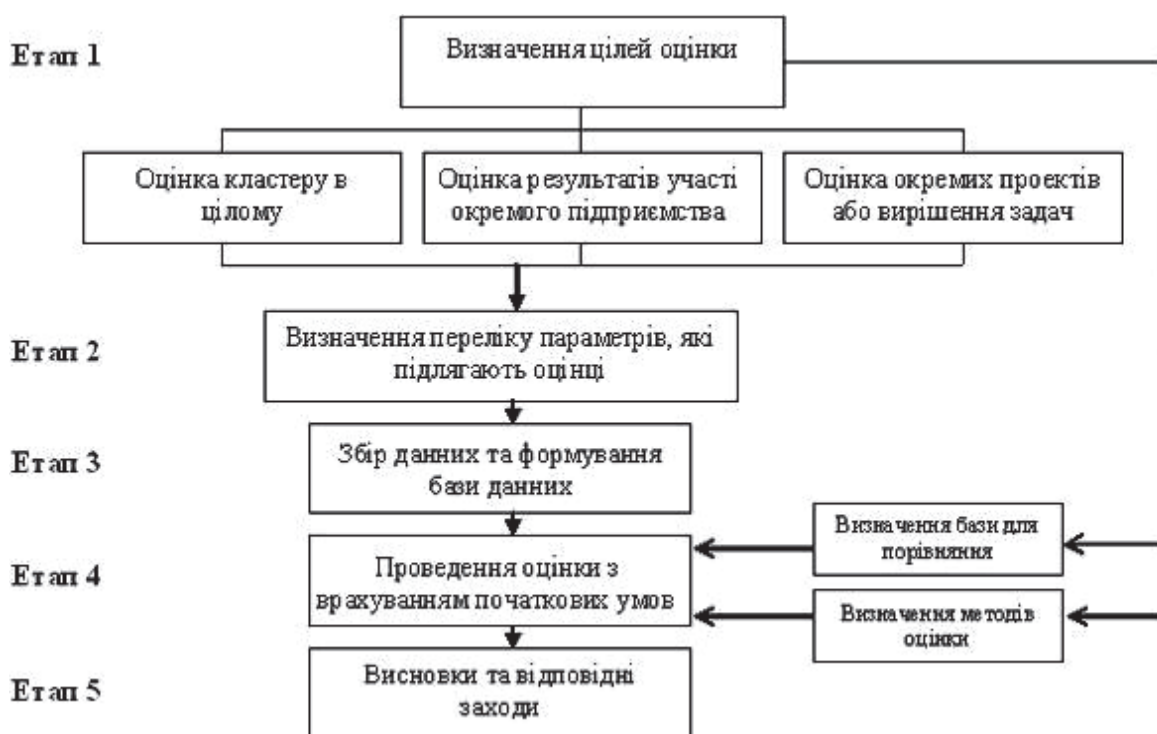 Етап 1
Визначення цілей оцінки
Оцінка кластеру в
цілому
Оцінка результатів участі
окремого підприємства
Оцінка окремих проектів
або вирішення задач
Етап 2
Визначення переліку параметрів, які
підлягають оцінці
Етап 3
Збір данних та формування
бази данних
Етап 4
Проведення оцінки з
врахуванням початкових умов
Визначення бази для
порівняння
Визначення методів
оцінки
Етап 5
Висновки та відповідні
заходи